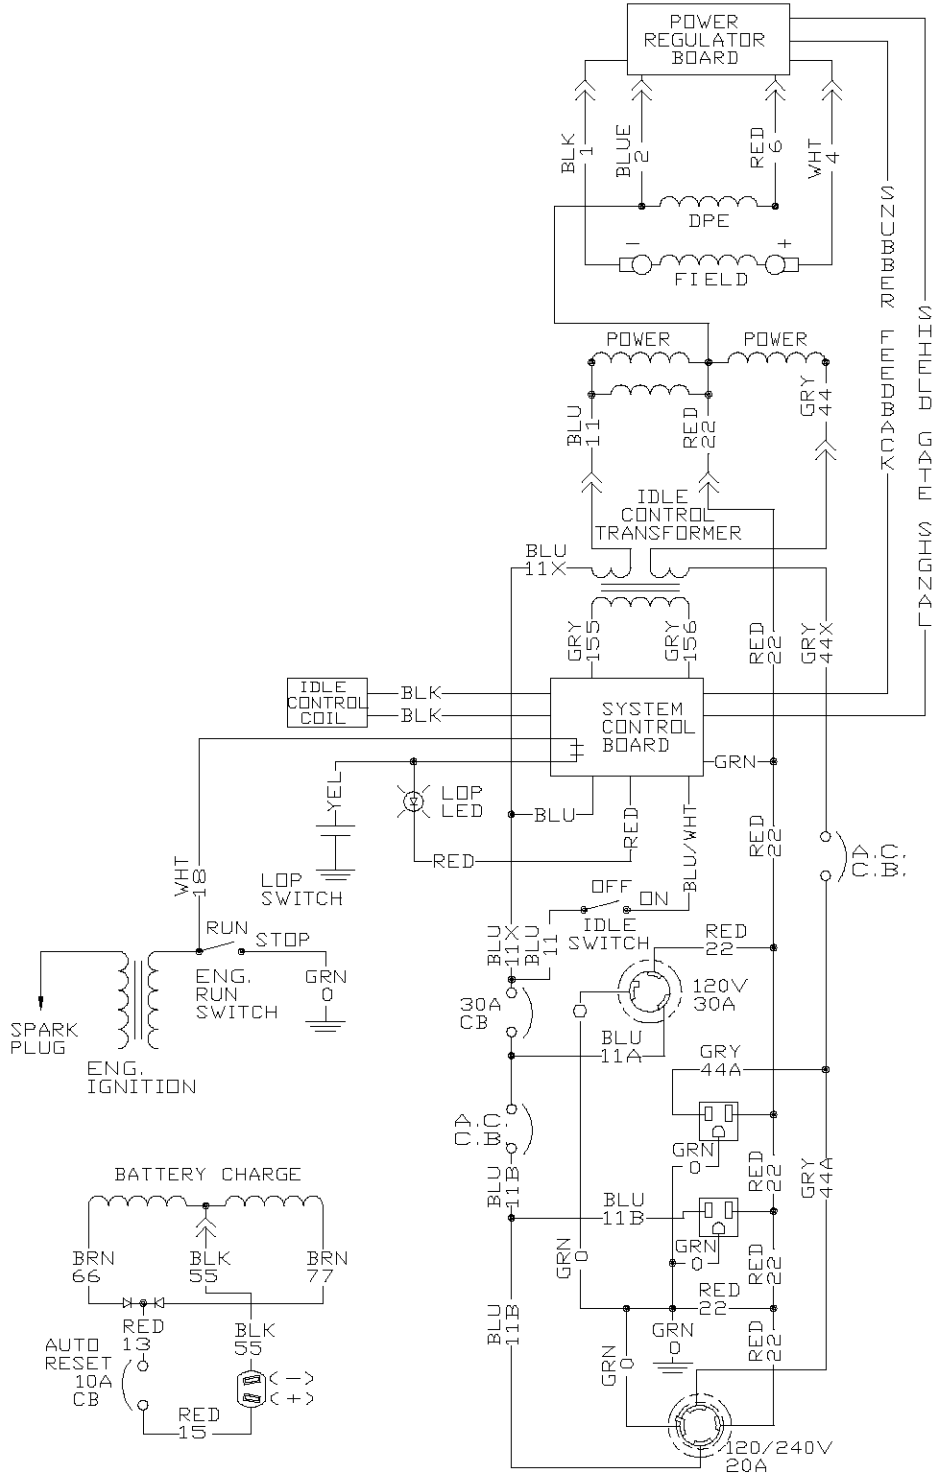 POWER
REGULATOR
BOARD
BLK
1
BLUE
2
RED
6
WHT
4
DPE
−
+
FIELD
SNUBBER FEEDBACK
SHIELD GATE SIGNAL
POWER
POWER
BLU
11
RED
22
GRY
44
IDLE
CONTROL
TRANSFORMER
BLU
11X
GRY
155
GRY
156
RED
22
GRY
44X
IDLE
CONTROL
COIL
BLK
BLK
SYSTEM
CONTROL
BOARD
GRN
YEL
LOP
LED
BLU
RED
BLU/WHT
RED
22
A.C.
C.B.
RED
WHT
18
LOP
SWITCH
OFF
ON
IDLE
SWITCH
RUN
STOP
BLU
11X
BLU
11
RED
22
ENG.
RUN
SWITCH
GRN
0
120V
30A
30A
CB
0
SPARK
PLUG
BLU
11A
GRY
44A
ENG.
IGNITION
A.C.
C.B.
GRN
0
BATTERY CHARGE
BLU
11B
RED
22
GRY
44A
BLU
11B
BRN
66
BLK
55
BRN
77
GRN
0
GRN
0
RED
22
RED
22
RED
13
BLK
55
BLU
11B
GRN
0
RED
22
AUTO
RESET
10A
CB
GRN
0
(−)
(+)
RED
15
120/240V
20A